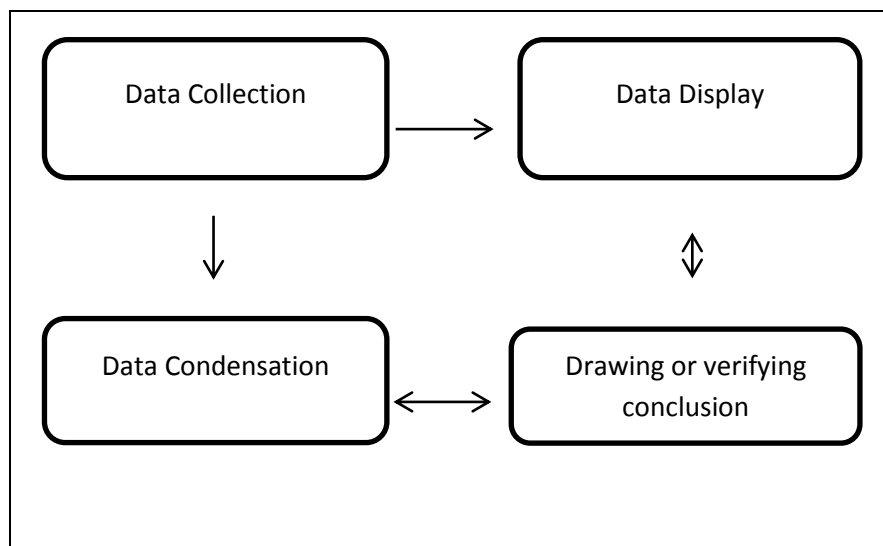 Data Collection
Data Display
Data Condensation
Drawing or verifying
conclusion